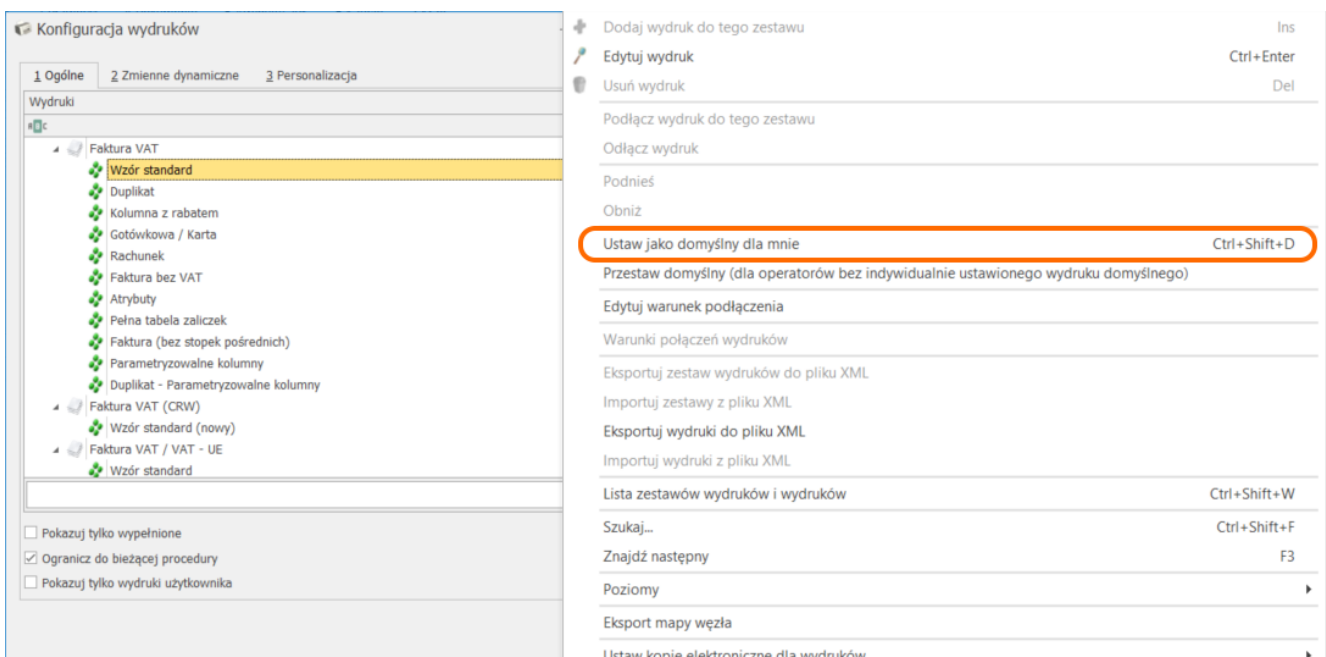 Konfiguracja wydruków
1 Ogólne 2 Zmienne dynamiczne 3 Personalizacja
Wydruki
Faktura VAT
Wzór standard
Duplikat
Kolumna z rabatem
Gotówkowa / Karta
Rachunek
Faktura bez VAT
Atrybuty
Pełna tabela zaliczek
Faktura (bez stopek pośrednich)
Parametryzowalne kolumny
Duplikat - Parametryzowalne kolumny
Faktura VAT (CRW)
Wzór standard (nowy)
Faktura VAT / VAT - UE
Wzór standard
Pokazuj tylko wypełnione
Ogranicz do bieżącej procedury
Pokazuj tylko wydruki użytkownika
Dodaj wydruk do tego zestawu Ins
Edytuj wydruk Ctrl+Enter
Usuń wydruk Del
Podłącz wydruk do tego zestawu
Odłącz wydruk
Podnieś
Obniż
Ustaw jako domyślny dla mnie Ctrl+Shift+D
Przestaw domyślny (dla operatorów bez indywidualnie ustawionego wydruku domyślnego)
Edytuj warunek podłączenia
Warunki połączeń wydruków
Eksportuj zestaw wydruków do pliku XML
Importuj zestawy z pliku XML
Eksportuj wydruki do pliku XML
Importuj wydruki z pliku XML
Lista zestawów wydruków i wydruków Ctrl+Shift+W
Szukaj... Ctrl+Shift+F
Znajdź następny F3
Poziomy
Eksport mapy węzła
Ustaw kopie elektroniczne dla wydruków